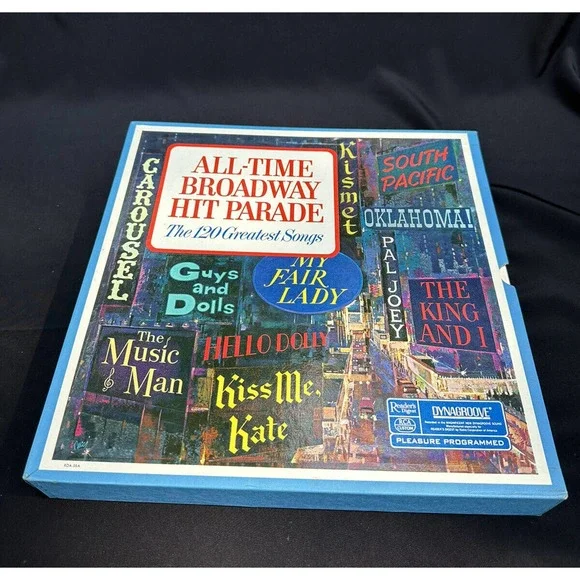 ALL-TIME
BROADWAY
HIT PARADE
The 120 Greatest Songs
CAROUSEL
Kismet
SOUTH
PACIFIC
OKLAHOMA!
PAL JOEY
MY
FAIR
LADY
Guys
and
Dolls
THE
KING
AND I
The
Music
Man
HELLO DOLLY
Kiss Me,
Kate
Reader's
Digest
RCA
CUSTOM
DYNAGROOVE
PLEASURE PROGRAMMED